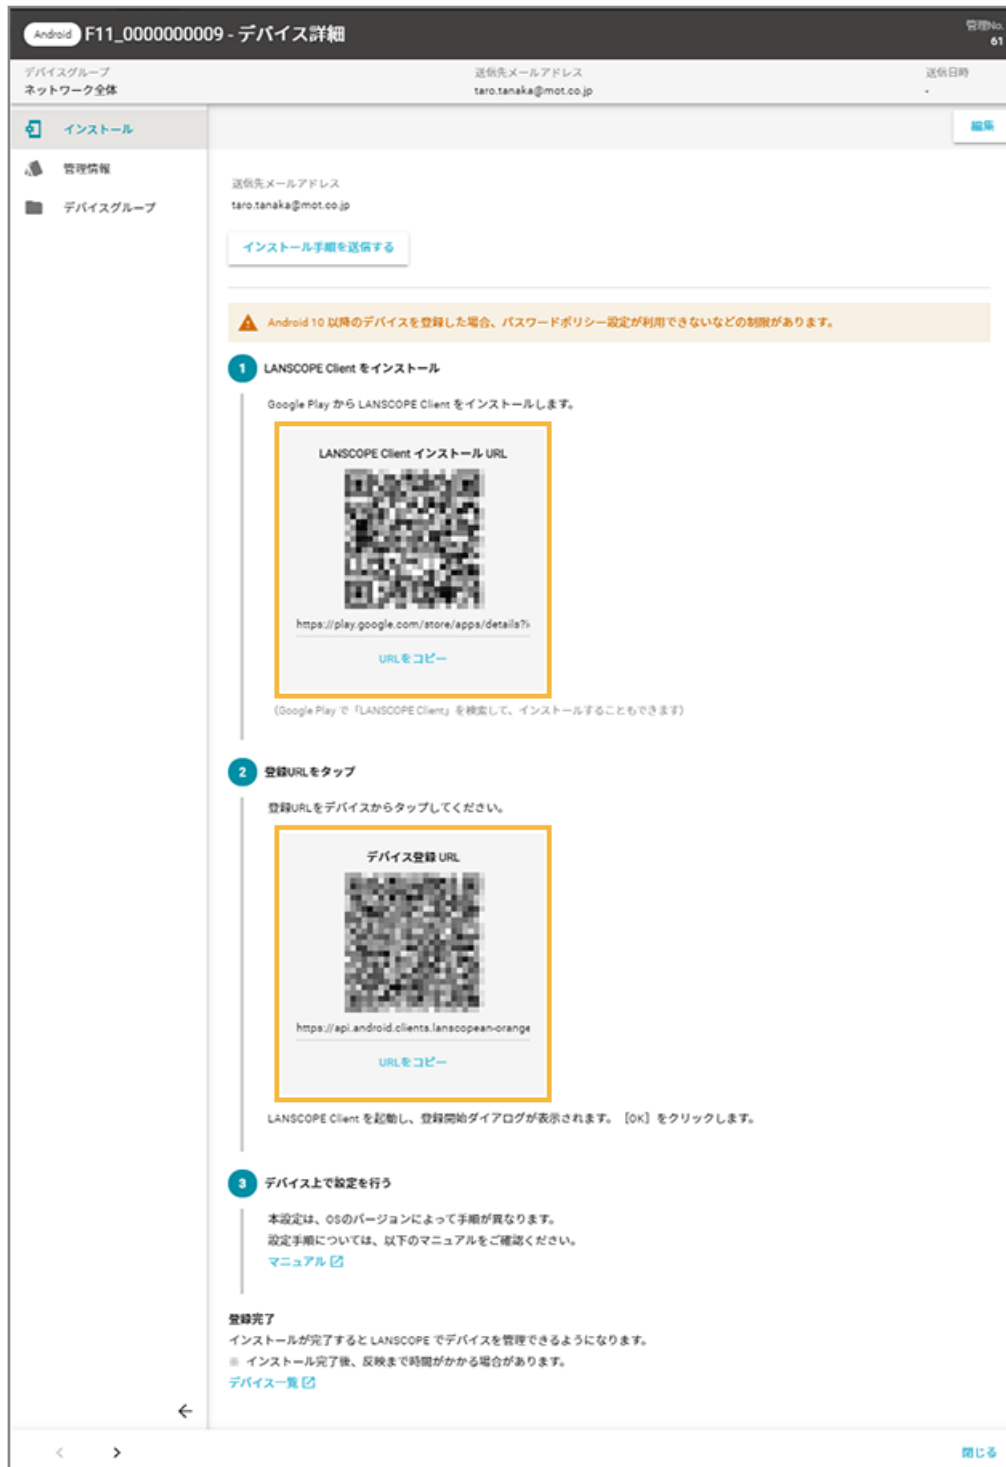 Android F11_0000000009 - デバイス詳細
管理No.
61
デバイスグループ
ネットワーク全体
送信先メールアドレス
taro.tanaka@mot.co.jp
送信日時
-
インストール
編集
管理情報
デバイスグループ
送信先メールアドレス
taro.tanaka@mot.co.jp
インストール手順を送信する
Android 10 以降のデバイスを登録した場合、パスワードポリシー設定が利用できないなどの制限があります。
1 LANSCOPE Client をインストール
Google Play から LANSCOPE Client をインストールします。
LANSCOPE Client インストール URL
https://play.google.com/store/apps/details?i
URLをコピー
（Google Play で「LANSCOPE Client」を検索して、インストールすることもできます）
2 登録URLをタップ
登録URLをデバイスからタップしてください。
デバイス登録 URL
https://api.android.clients.lanscopean-orange
URLをコピー
LANSCOPE Client を起動し、登録開始ダイアログが表示されます。［OK］をクリックします。
3 デバイス上で設定を行う
本設定は、OSのバージョンによって手順が異なります。
設定手順については、以下のマニュアルをご確認ください。
マニュアル
登録完了
インストールが完了すると LANSCOPE でデバイスを管理できるようになります。
※ インストール完了後、反映まで時間がかかる場合があります。
デバイス一覧
閉じる